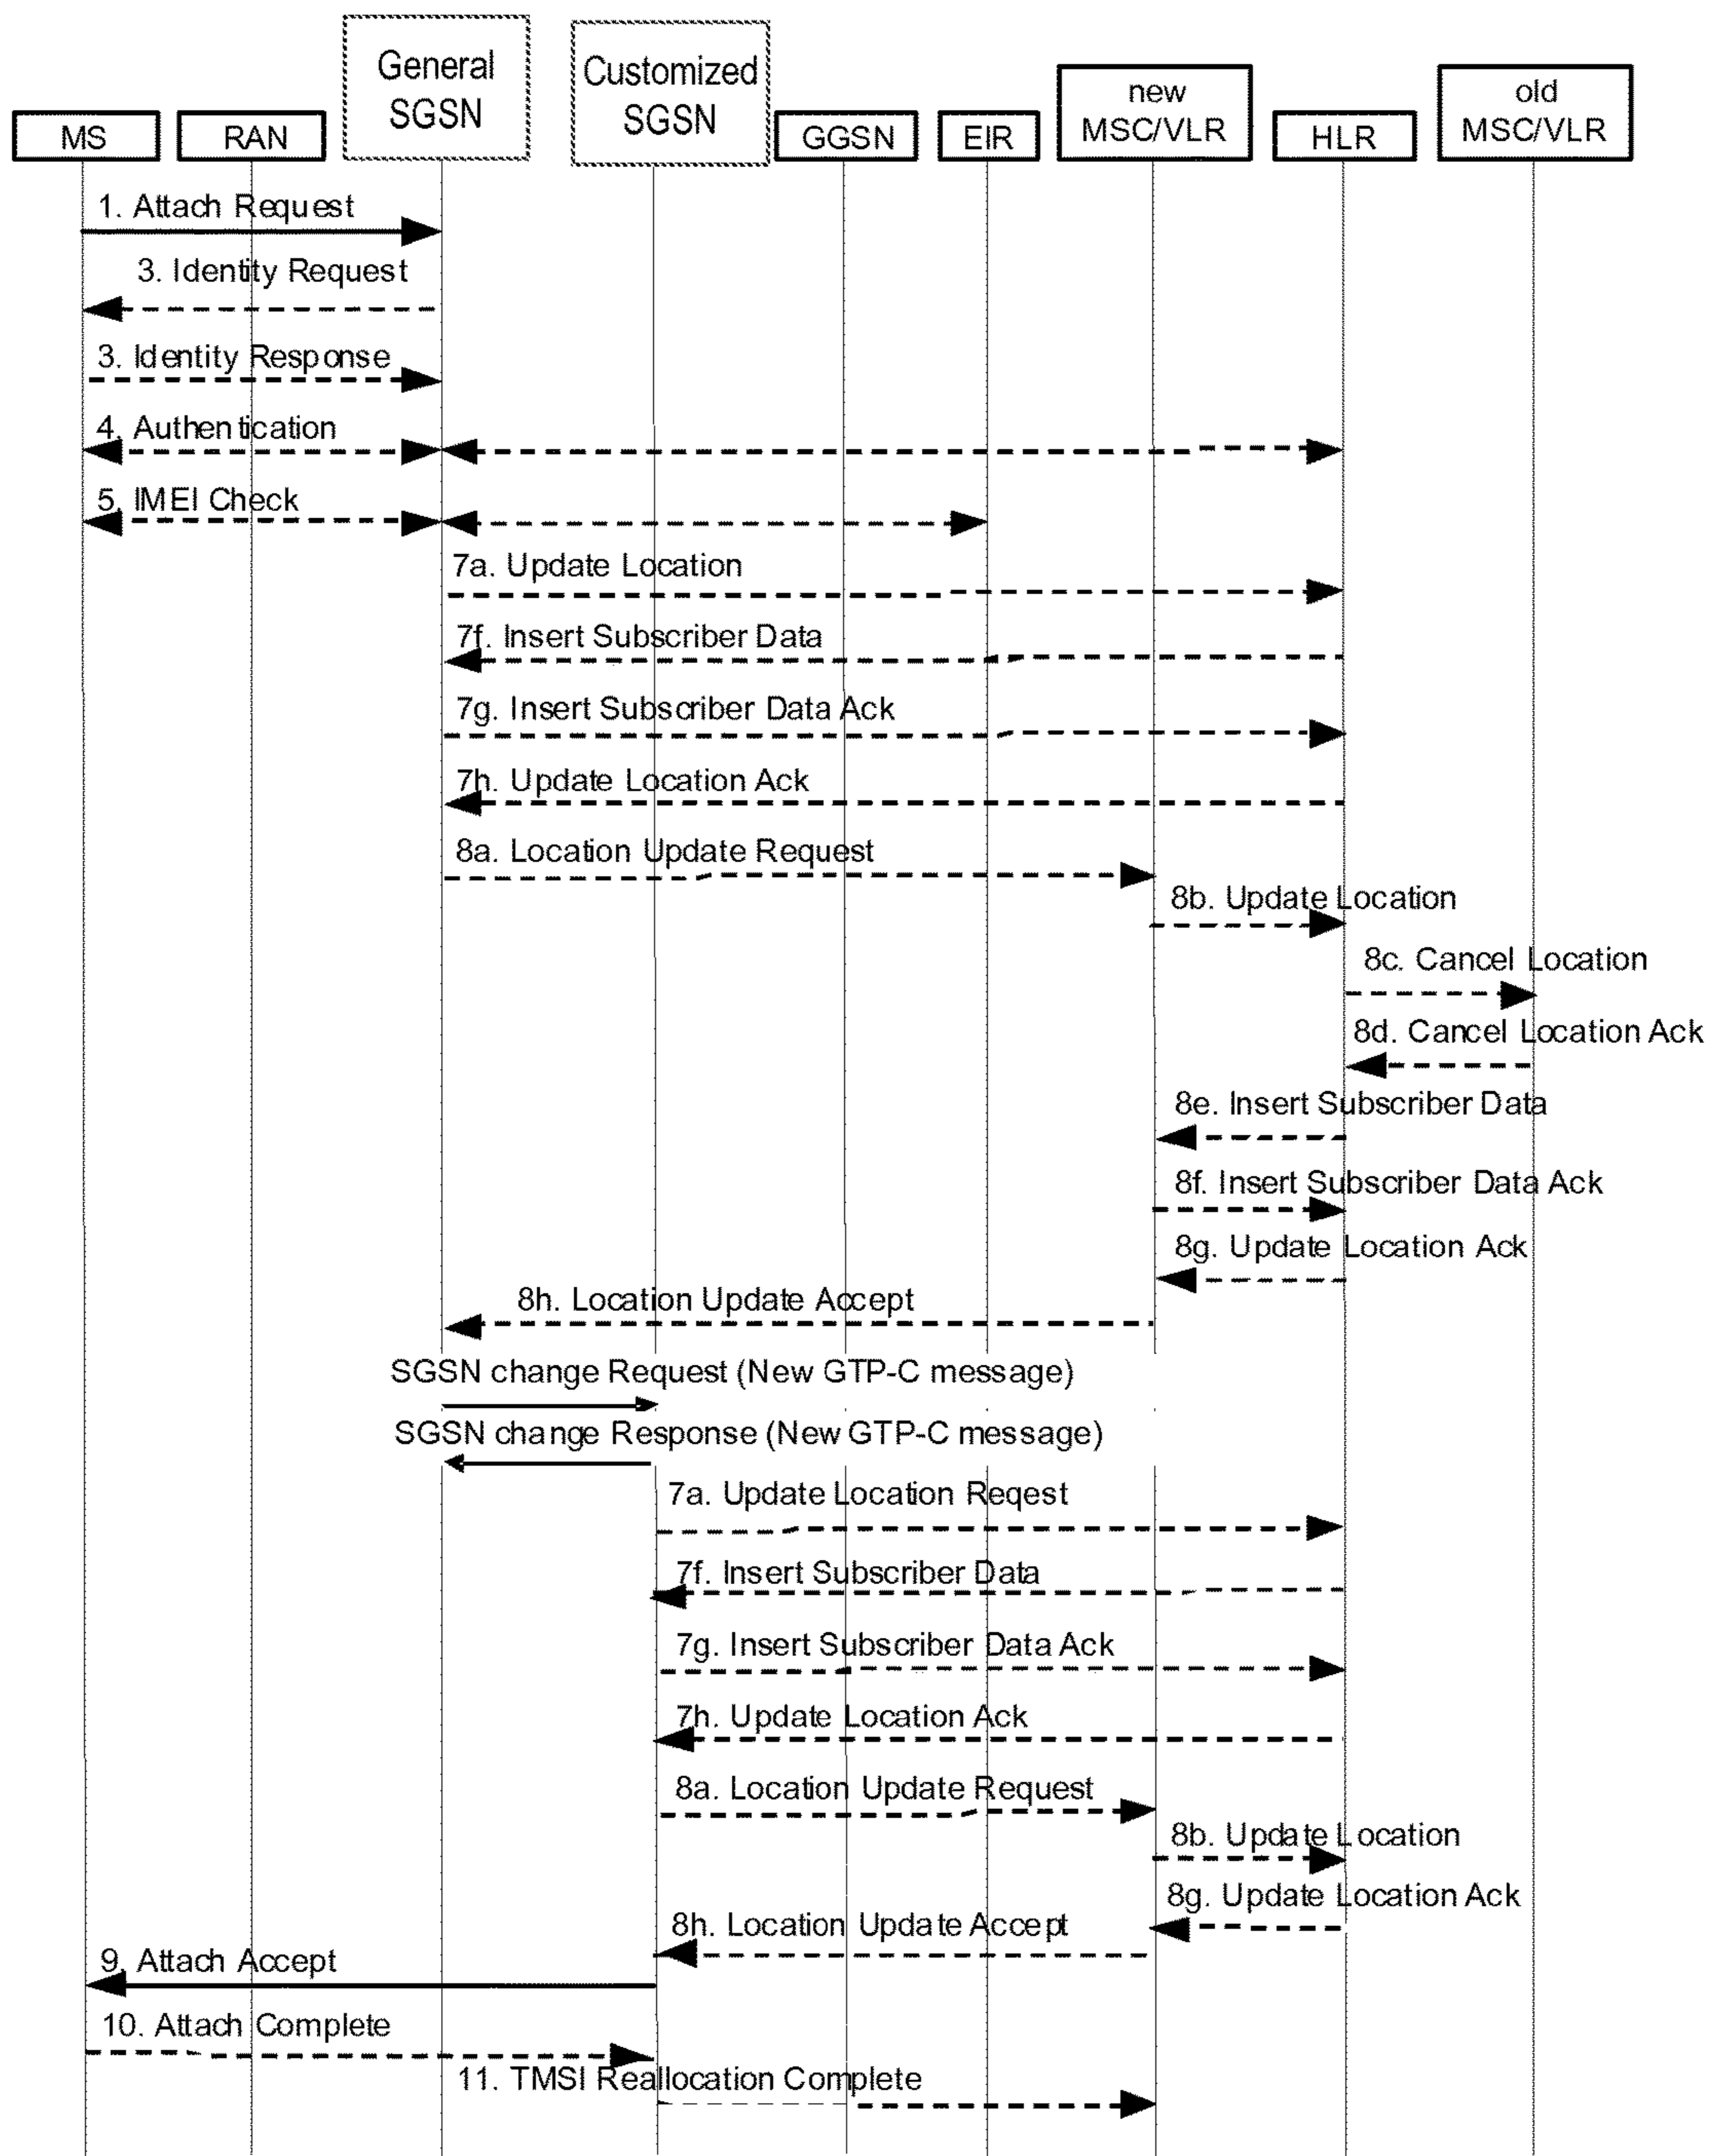 General
SGSN
Customized
SGSN
new
MSC/VLR
old
MSC/VLR
MS
RAN
GGSN
EIR
HLR
1. Attach Request
3. Identity Request
3. Identity Response
4. Authentication
5. IMEI Check
7a. Update Location
7f. Insert Subscriber Data
7g. Insert Subscriber Data Ack
7h. Update Location Ack
8a. Location Update Request
8b. Update Location
8c. Cancel Location
8d. Cancel Location Ack
8e. Insert Subscriber Data
8f. Insert Subscriber Data Ack
8g. Update Location Ack
8h. Location Update Accept
SGSN change Request (New GTP-C message)
SGSN change Response (New GTP-C message)
7a. Update Location Reqest
7f. Insert Subscriber Data
7g. Insert Subscriber Data Ack
7h. Update Location Ack
8a. Location Update Request
8b. Update Location
8g. Update Location Ack
8h. Location Update Accept
9. Attach Accept
10. Attach Complete
11. TMSI Reallocation Complete